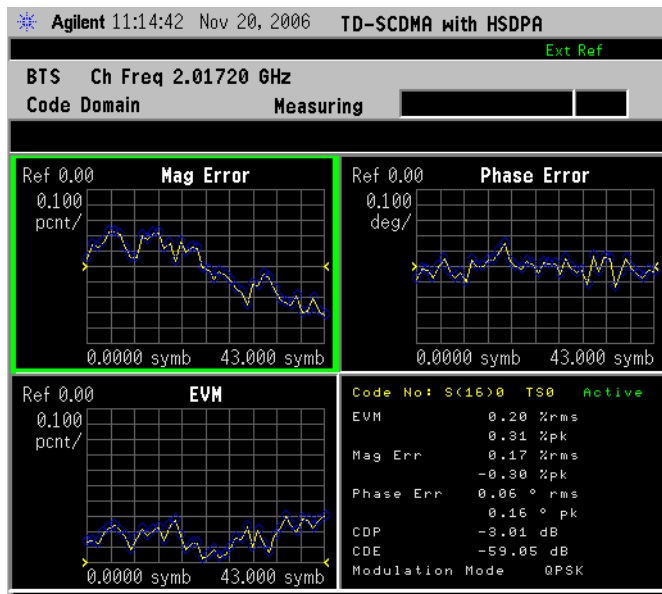 Agilent 11:14:42 Nov 20, 2006 TD-SCDMA with HSDPA
Ext Ref
BTS Ch Freq 2.01720 GHz
Code Domain Measuring
Ref 0.00 Mag Error
0.100
pcnt/
0.0000 symb 43.000 symb
Ref 0.00 Phase Error
0.100
deg/
0.0000 symb 43.000 symb
Ref 0.00 EVM
0.100
pcnt/
0.0000 symb 43.000 symb
Code No: S(16)0 TS0 Active
EVM 0.20 %rms
0.31 %pk
Mag Err 0.17 %rms
-0.30 %pk
Phase Err 0.06 ° rms
0.16 ° pk
CDP -3.01 dB
CDE -59.05 dB
Modulation Mode QPSK